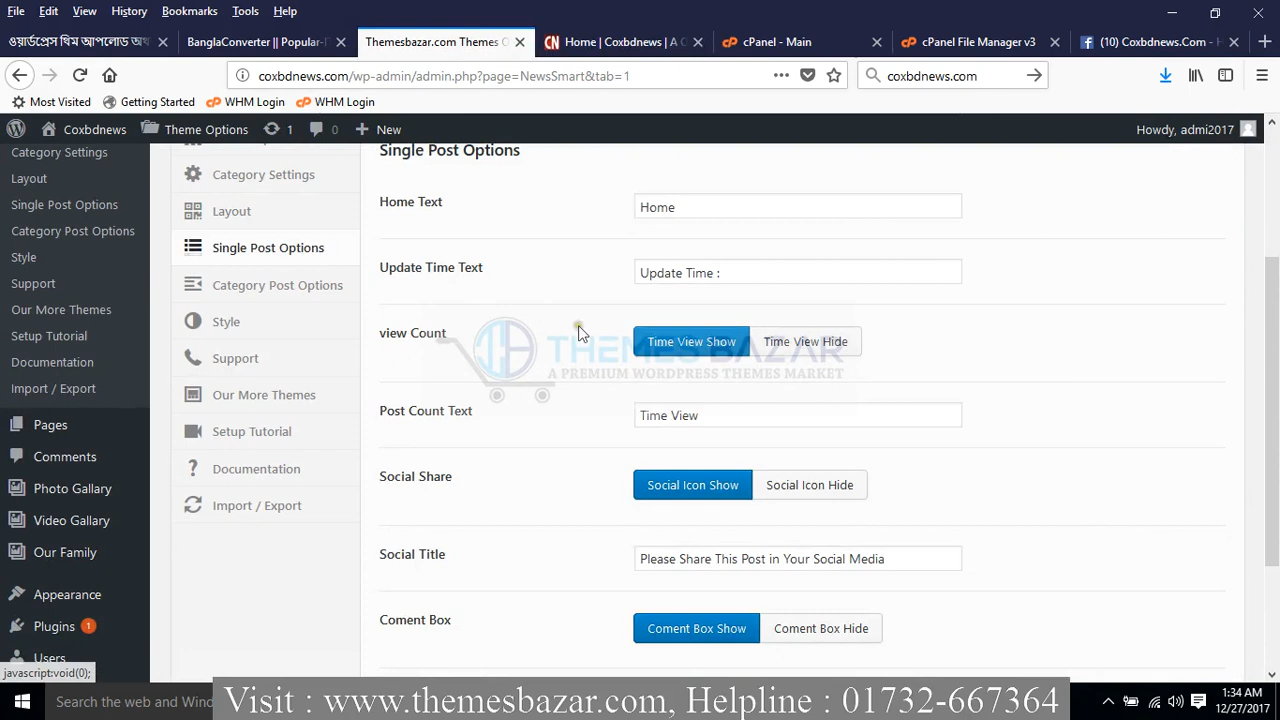 File Edit View History Bookmarks Tools Help
ওয়ার্ডপ্রেস থিম আপলোড অথ
BanglaConverter || Popular-I
Themesbazar.com Themes O
Home | Coxbdnews | A C
cPanel - Main
cPanel File Manager v3
(10) Coxbdnews.Com - H
coxbdnews.com/wp-admin/admin.php?page=NewsSmart&tab=1
coxbdnews.com
Most Visited Getting Started WHM Login WHM Login
Coxbdnews Theme Options 1 0 New Howdy, admi2017
Category Settings
Layout
Single Post Options
Category Post Options
Style
Support
Our More Themes
Setup Tutorial
Documentation
Import / Export
Pages
Comments
Photo Gallary
Video Gallary
Our Family
Appearance
Plugins 1
Users
javascript:void(0);
Category Settings
Layout
Single Post Options
Category Post Options
Style
Support
Our More Themes
Setup Tutorial
Documentation
Import / Export
Single Post Options
Home Text Home
Update Time Text Update Time :
view Count Time View Show Time View Hide
THEMES BAZAR
A PREMIUM WORDPRESS THEMES MARKET
Post Count Text Time View
Social Share Social Icon Show Social Icon Hide
Social Title Please Share This Post in Your Social Media
Coment Box Coment Box Show Coment Box Hide
Search the web and Wind
Visit : www.themesbazar.com, Helpline : 01732-667364
1:34 AM
12/27/2017